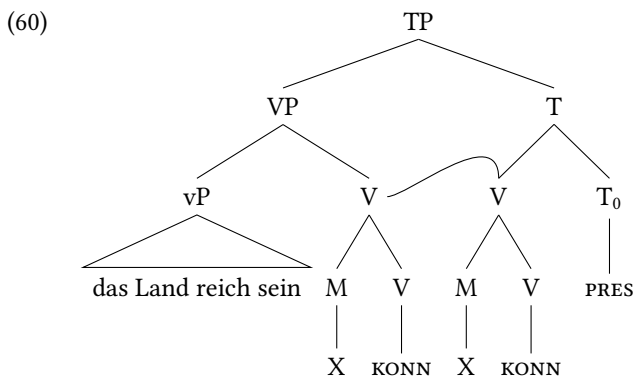 (60) TP
VP T
vP V V T₀
das Land reich sein M V M V PRES
X KONN X KONN